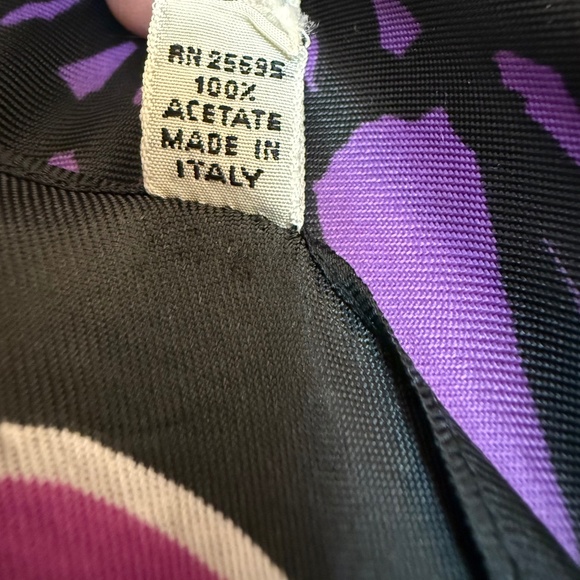 RN 25695
100%
ACETATE
MADE IN
ITALY